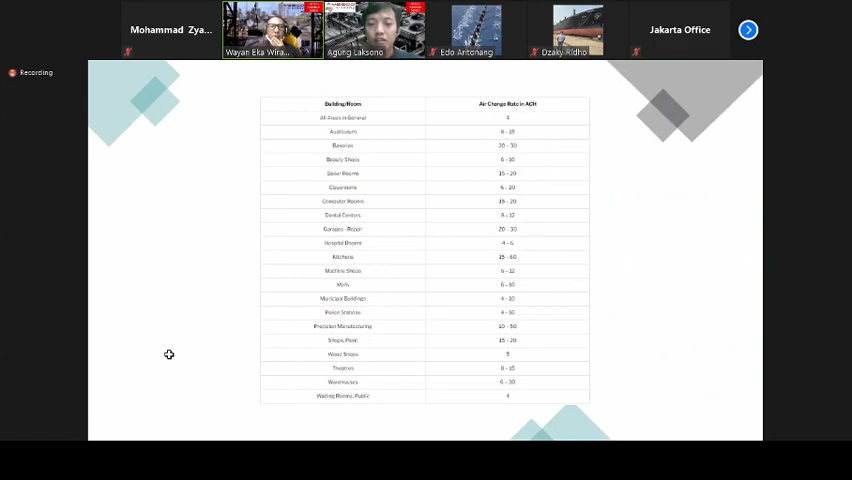 Mohammad Zya...
Wayan Eka Wira...
Agung Laksono
Edo Aritonang
Dzaky Ridho
Jakarta Office
Recording
Building/Room Air Change Rate in ACH
All Areas in General 4
Auditorium 8 - 15
Bakeries 20 - 30
Beauty Shops 6 - 10
Boiler Rooms 15 - 20
Classrooms 6 - 20
Computer Rooms 15 - 20
Dental Centers 8 - 12
Garages - Repair 20 - 30
Hospital Rooms 4 - 6
Kitchens 15 - 60
Machine Shops 6 - 12
Malls 6 - 10
Municipal Buildings 4 - 10
Police Stations 4 - 10
Precision Manufacturing 10 - 50
Shops, Paint 15 - 20
Wood Shops
Theatres 8 - 15
Warehouses 6 - 30
Waiting Rooms, Public 4